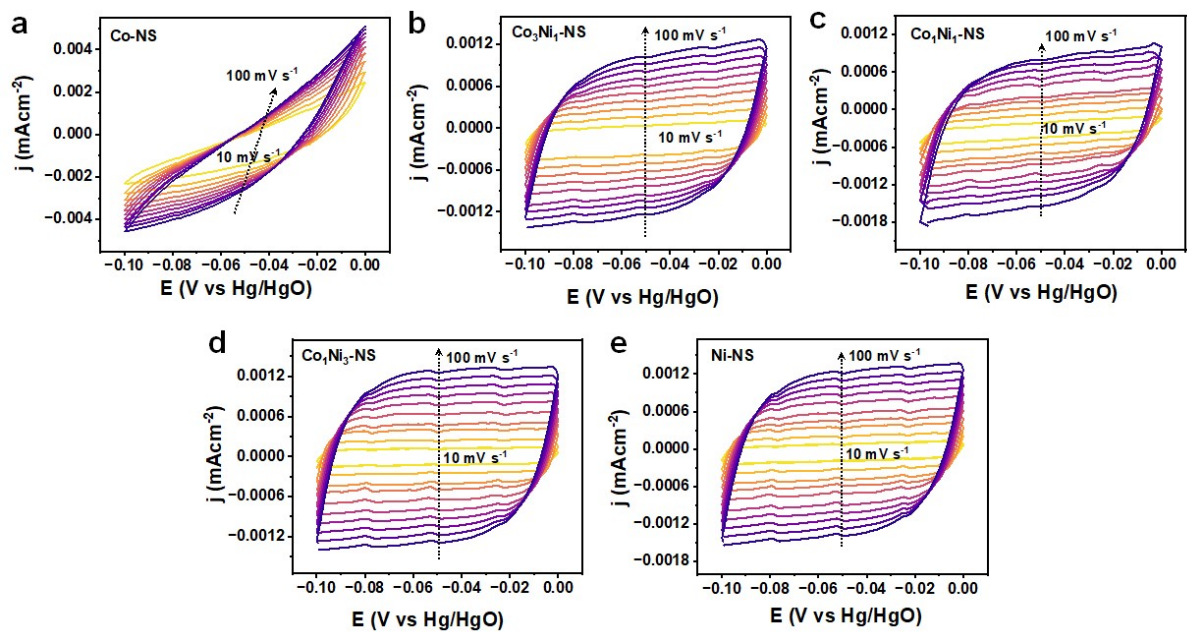 a
Co-NS
100 mV s⁻¹
10 mV s⁻¹
0.004
0.002
0.000
−0.002
−0.004
j (mAcm⁻²)
−0.10 −0.08 −0.06 −0.04 −0.02 0.00
E (V vs Hg/HgO)
b
Co₃Ni₁-NS
100 mV s⁻¹
10 mV s⁻¹
0.0012
0.0006
0.0000
−0.0006
−0.0012
j (mAcm⁻²)
−0.10 −0.08 −0.06 −0.04 −0.02 0.00
E (V vs Hg/HgO)
c
Co₁Ni₁-NS
100 mV s⁻¹
10 mV s⁻¹
0.0012
0.0006
0.0000
−0.0006
−0.0012
−0.0018
j (mAcm⁻²)
−0.10 −0.08 −0.06 −0.04 −0.02 0.00
E (V vs Hg/HgO)
d
Co₁Ni₃-NS
100 mV s⁻¹
10 mV s⁻¹
0.0012
0.0006
0.0000
−0.0006
−0.0012
j (mAcm⁻²)
−0.10 −0.08 −0.06 −0.04 −0.02 0.00
E (V vs Hg/HgO)
e
Ni-NS
100 mV s⁻¹
10 mV s⁻¹
0.0012
0.0006
0.0000
−0.0006
−0.0012
−0.0018
j (mAcm⁻²)
−0.10 −0.08 −0.06 −0.04 −0.02 0.00
E (V vs Hg/HgO)